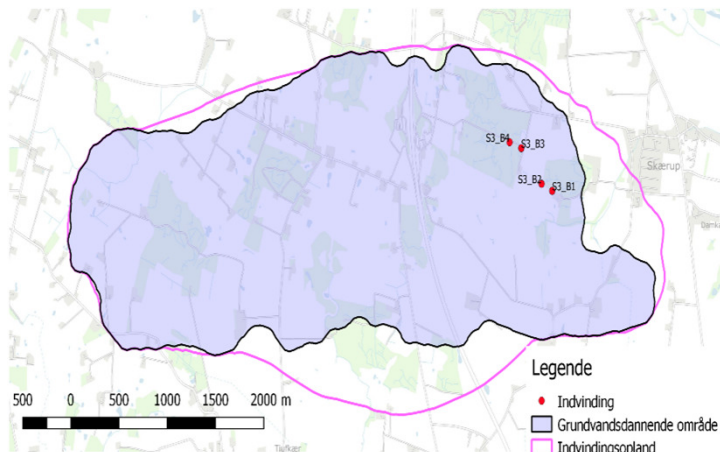 S3_B4
S3_B3
Skærup
S3_B2
S3_B1
Legende
500 0 500 1000 1500 2000 m
Indvinding
Grundvandsdannende område
Indvindingsopland